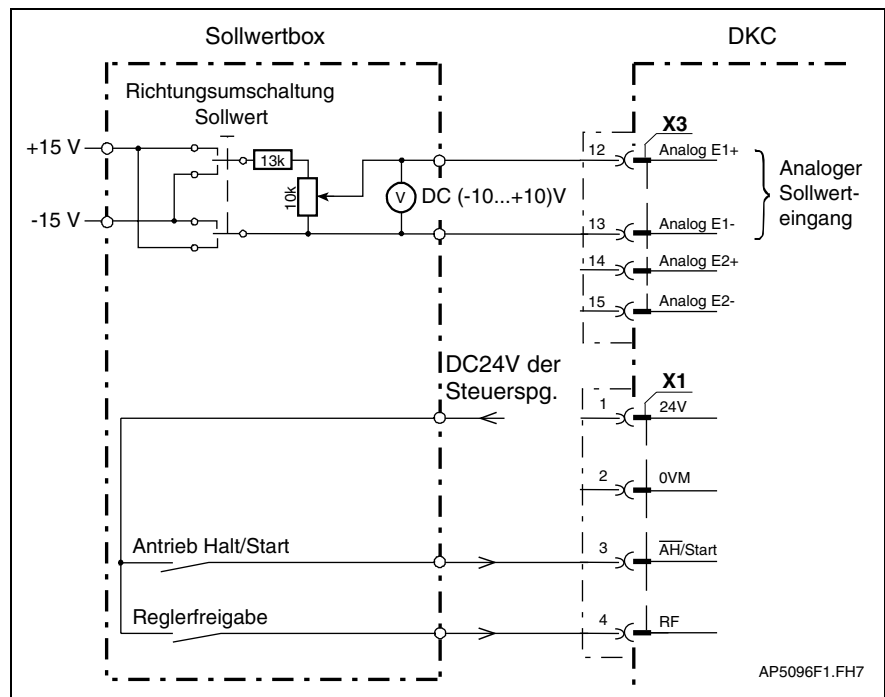 Sollwertbox
DKC
Richtungsumschaltung
Sollwert
X3
+15 V
13k
12
Analog E1+
10k
V
DC (-10...+10)V
Analoger
Sollwert-
eingang
-15 V
13
Analog E1-
14
Analog E2+
15
Analog E2-
DC24V der
Steuerspg.
X1
1
24V
2
0VM
Antrieb Halt/Start
3
A̅H̅/Start
Reglerfreigabe
4
RF
AP5096F1.FH7